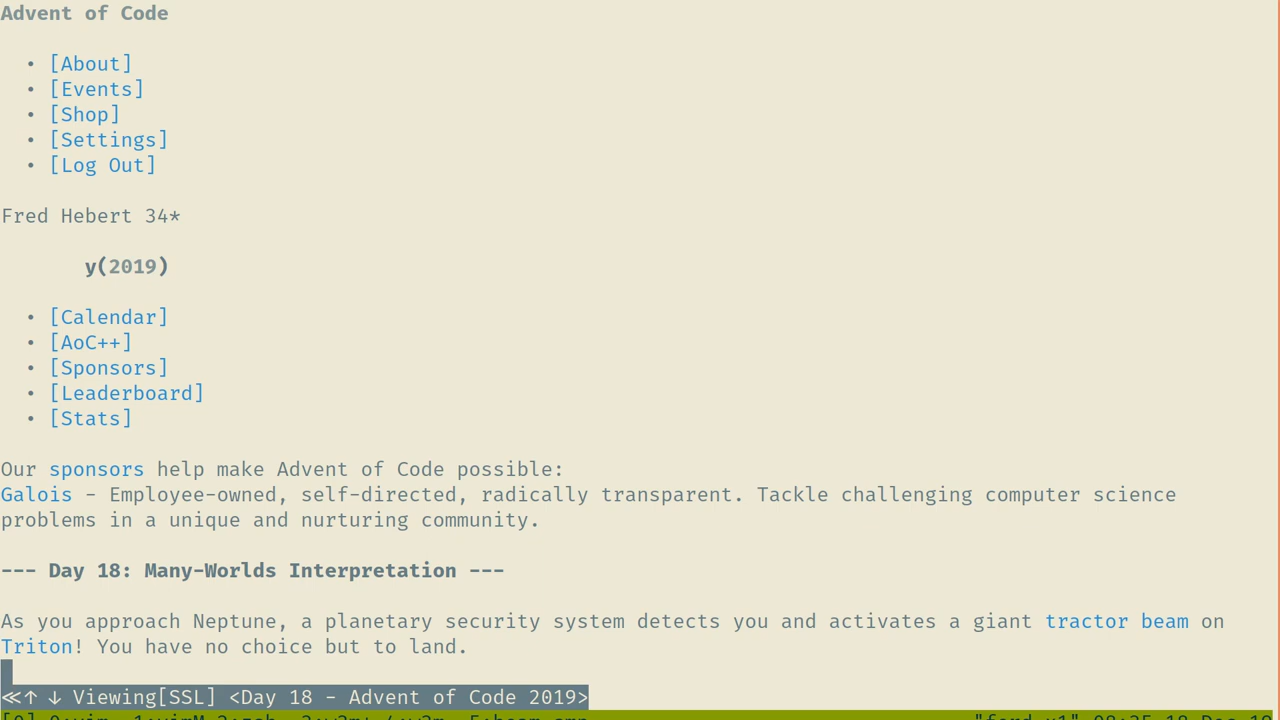 Advent of Code
• [About]
• [Events]
• [Shop]
• [Settings]
• [Log Out]
Fred Hebert 34*
y(2019)
• [Calendar]
• [AoC++]
• [Sponsors]
• [Leaderboard]
• [Stats]
Our sponsors help make Advent of Code possible:
Galois - Employee-owned, self-directed, radically transparent. Tackle challenging computer science
problems in a unique and nurturing community.
--- Day 18: Many-Worlds Interpretation ---
As you approach Neptune, a planetary security system detects you and activates a giant tractor beam on
Triton! You have no choice but to land.
≪↑ ↓ Viewing[SSL] <Day 18 - Advent of Code 2019>